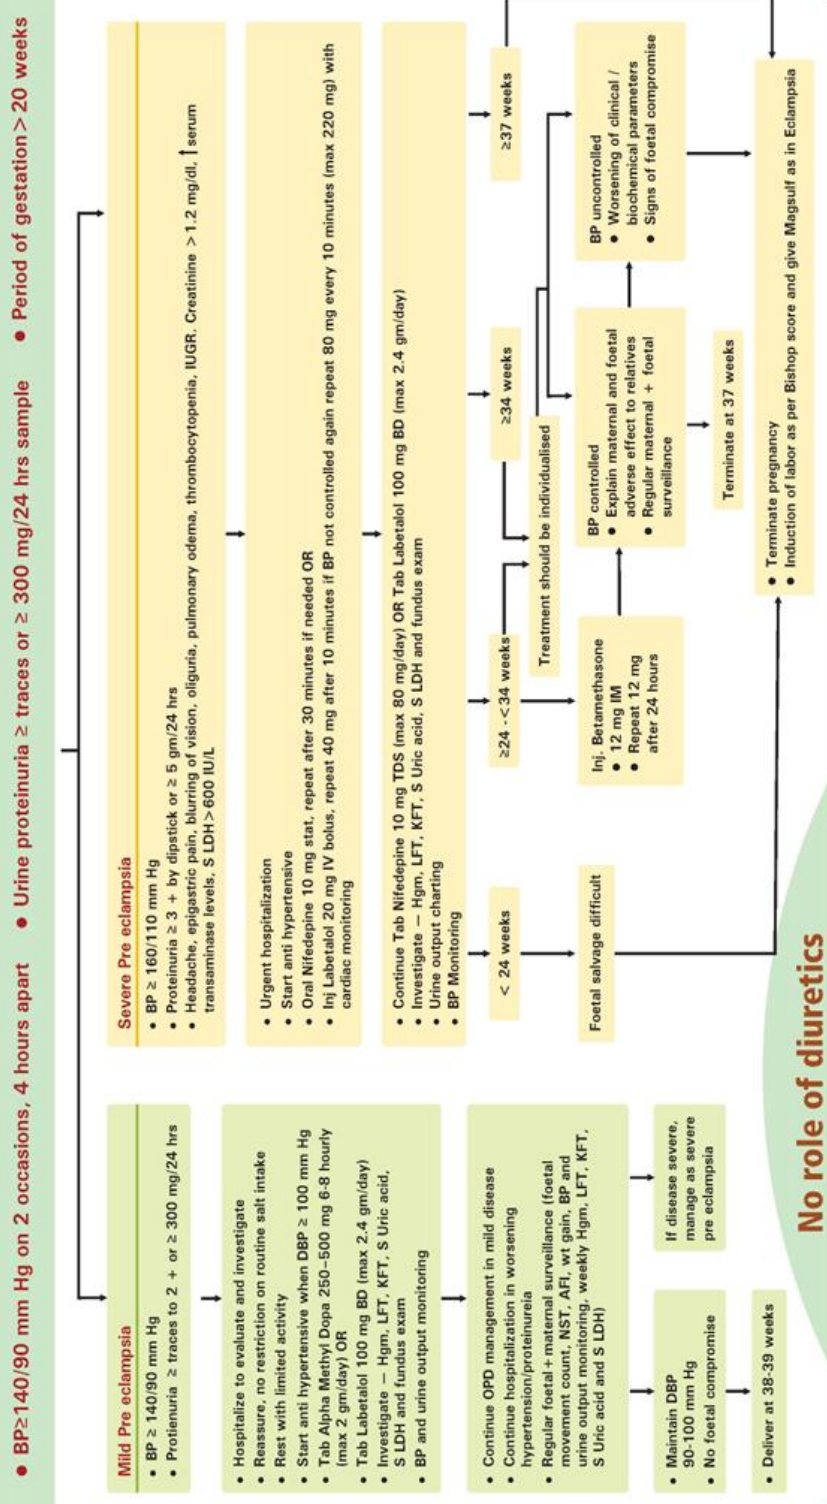 ● BP≥140/90 mm Hg on 2 occasions, 4 hours apart ● Urine proteinuria ≥ traces or ≥ 300 mg/24 hrs sample ● Period of gestation > 20 weeks
Mild Pre eclampsia
● BP ≥ 140/90 mm Hg
● Protienuria ≥ traces to 2 + or ≥ 300 mg/24 hrs
● Hospitalize to evaluate and investigate
● Reassure, no restriction on routine salt intake
● Rest with limited activity
● Start anti hypertensive when DBP ≥ 100 mm Hg
● Tab Alpha Methyl Dopa 250–500 mg 6-8 hourly
(max 2 gm/day) OR
● Tab Labetalol 100 mg BD (max 2.4 gm/day)
● Investigate — Hgm, LFT, KFT, S Uric acid,
S LDH and fundus exam
● BP and urine output monitoring
● Continue OPD management in mild disease
● Continue hospitalization in worsening
hypertension/proteinureia
● Regular foetal+maternal surveillance (foetal
movement count, NST, AFI, wt gain, BP and
urine output monitoring, weekly Hgm, LFT, KFT,
S Uric acid and S LDH)
● Maintain DBP
90-100 mm Hg
● No foetal compromise
● Deliver at 38-39 weeks
If disease severe,
manage as severe
pre eclampsia
Severe Pre eclampsia
● BP ≥ 160/110 mm Hg
● Proteinuria ≥ 3 + by dipstick or ≥ 5 gm/24 hrs
● Headache, epigastric pain, blurring of vision, oliguria, pulmonary odema, thrombocytopenia, IUGR. Creatinine >1.2 mg/dl, ↑serum
transaminase levels, S LDH>600 IU/L
● Urgent hospitalization
● Start anti hypertensive
● Oral Nifedepine 10 mg stat, repeat after 30 minutes if needed OR
● Inj Labetalol 20 mg IV bolus, repeat 40 mg after 10 minutes if BP not controlled again repeat 80 mg every 10 minutes (max 220 mg) with
cardiac monitoring
● Continue Tab Nifedepine 10 mg TDS (max 80 mg/day) OR Tab Labetalol 100 mg BD (max 2.4 gm/day)
● Investigate — Hgm, LFT, KFT, S Uric acid, S LDH and fundus exam
● Urine output charting
● BP Monitoring
< 24 weeks
≥24 -<34 weeks
≥34 weeks
≥37 weeks
Treatment should be individualised
Foetal salvage difficult
Inj. Betamethasone
● 12 mg IM
● Repeat 12 mg
after 24 hours
BP controlled
● Explain maternal and foetal
adverse effect to relatives
● Regular maternal + foetal
surveillance
BP uncontrolled
● Worsening of clinical /
biochemical parameters
● Signs of foetal compromise
Terminate at 37 weeks
● Terminate pregnancy
● Induction of labor as per Bishop score and give Magsulf as in Eclampsia
No role of diuretics